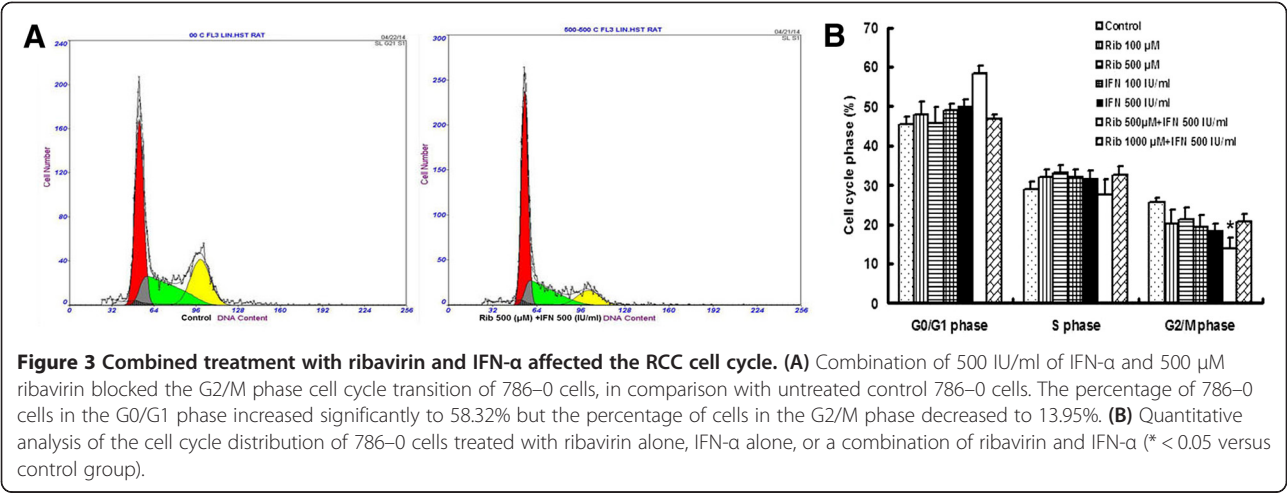 A
00 C FL3 LIN.HST RAT
04/22/14
SL G21 S1
240
200
160
120
80
40
0
Cell Number
0 32 64 96 128 160 192 224 256
Control DNA Content
500-500 C FL3 LIN.HST RAT
04/21/14
SL S1
300
250
200
150
100
50
0
Cell Number
0 32 64 96 128 160 192 224 256
Rib 500 (µM) +IFN 500 (IU/ml) DNA Content
B
70
60
50
40
30
20
10
0
Cell cycle phase (%)
Control
Rib 100 µM
Rib 500 µM
IFN 100 IU/ml
IFN 500 IU/ml
Rib 500µM+IFN 500 IU/ml
Rib 1000 µM+IFN 500 IU/ml
*
G0/G1 phase S phase G2/M phase
Figure 3 Combined treatment with ribavirin and IFN-α affected the RCC cell cycle. (A) Combination of 500 IU/ml of IFN-α and 500 μM
ribavirin blocked the G2/M phase cell cycle transition of 786–0 cells, in comparison with untreated control 786–0 cells. The percentage of 786–0
cells in the G0/G1 phase increased significantly to 58.32% but the percentage of cells in the G2/M phase decreased to 13.95%. (B) Quantitative
analysis of the cell cycle distribution of 786–0 cells treated with ribavirin alone, IFN-α alone, or a combination of ribavirin and IFN-α (* < 0.05 versus
control group).